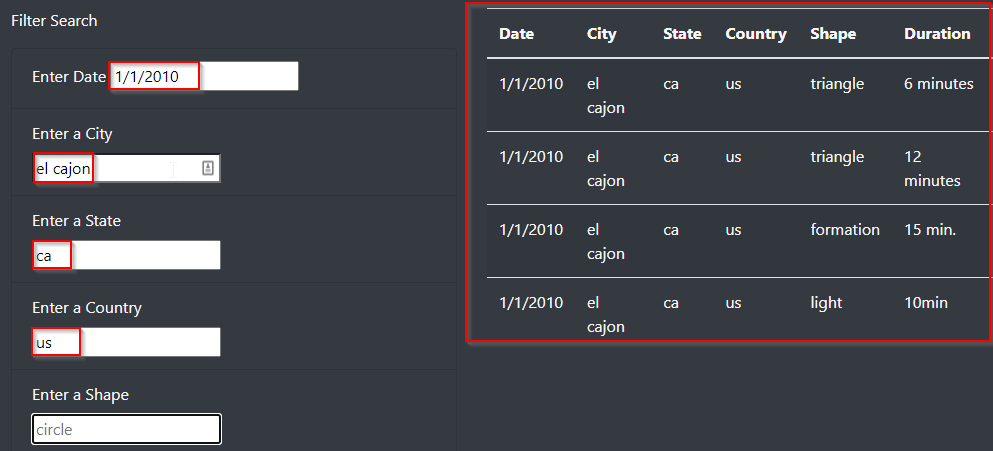 Filter Search
Enter Date 1/1/2010
Enter a City
el cajon
Enter a State
ca
Enter a Country
us
Enter a Shape
circle
Date City State Country Shape Duration
1/1/2010 el ca us triangle 6 minutes
cajon
1/1/2010 el ca us triangle 12
cajon minutes
1/1/2010 el ca us formation 15 min.
cajon
1/1/2010 el ca us light 10min
cajon